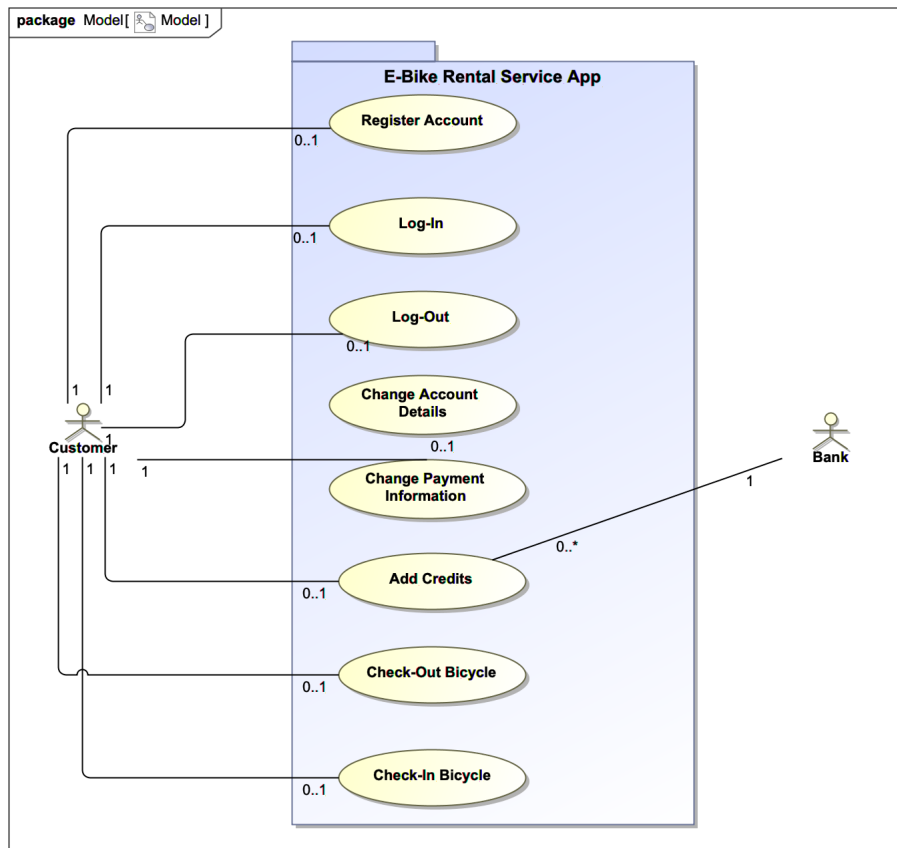 package Model[ Model ]
E-Bike Rental Service App
Register Account
0..1
Log-In
0..1
Log-Out
0..1
1
1
Change Account
Details
1
Customer
0..1
Bank
1
1
1
1
Change Payment
Information
1
0..*
Add Credits
0..1
Check-Out Bicycle
0..1
Check-In Bicycle
0..1